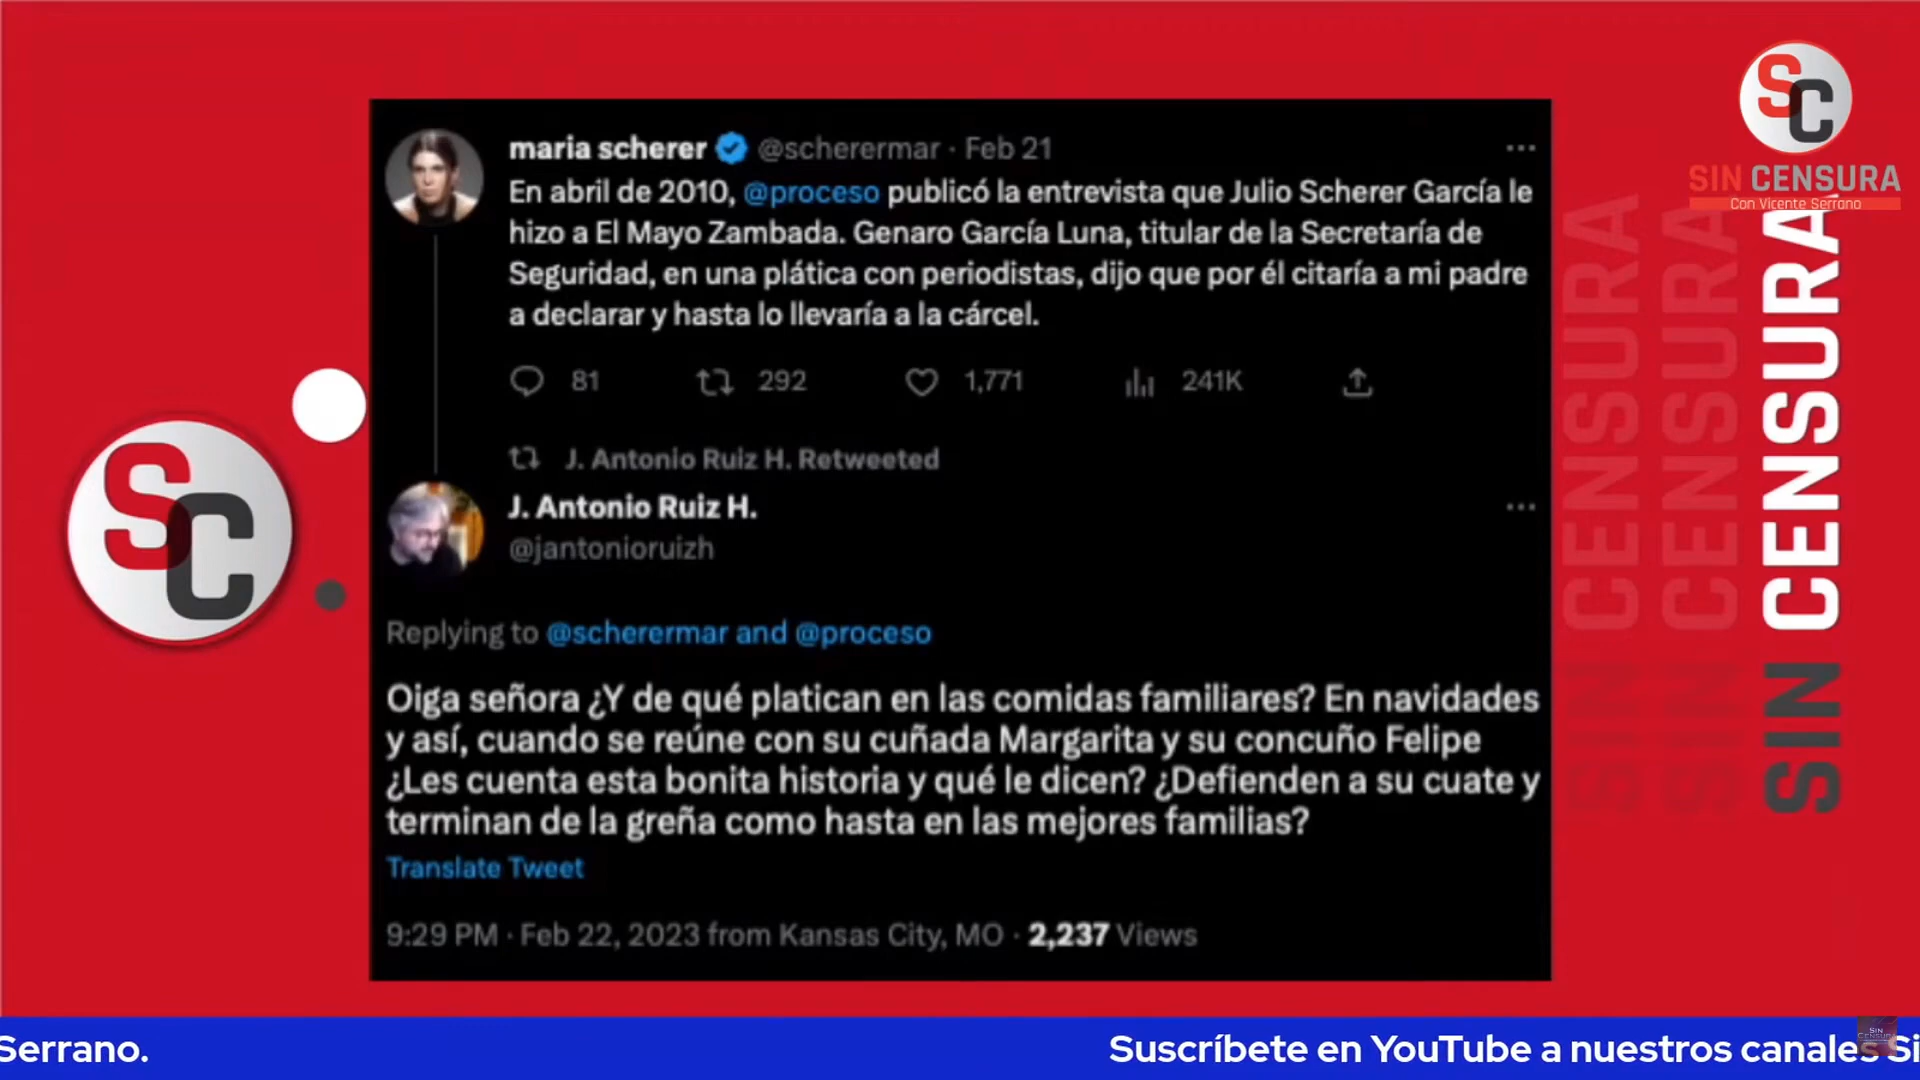 SC
SIN CENSURA
Con Vicente Serrano
maria scherer @scherermar · Feb 21
En abril de 2010, @proceso publicó la entrevista que Julio Scherer García le
hizo a El Mayo Zambada. Genaro García Luna, titular de la Secretaría de
Seguridad, en una plática con periodistas, dijo que por él citaría a mi padre
a declarar y hasta lo llevaría a la cárcel.
81 292 1,771 241K
J. Antonio Ruiz H. Retweeted
J. Antonio Ruiz H.
@jantonioruizh
Replying to @scherermar and @proceso
Oiga señora ¿Y de qué platican en las comidas familiares? En navidades
y así, cuando se reúne con su cuñada Margarita y su concuño Felipe
¿Les cuenta esta bonita historia y qué le dicen? ¿Defienden a su cuate y
terminan de la greña como hasta en las mejores familias?
Translate Tweet
9:29 PM · Feb 22, 2023 from Kansas City, MO · 2,237 Views
SC
SIN CENSURA
SIN CENSURA
SIN CENSURA
Serrano.
Suscríbete en YouTube a nuestros canales Si
SIN CENSURA